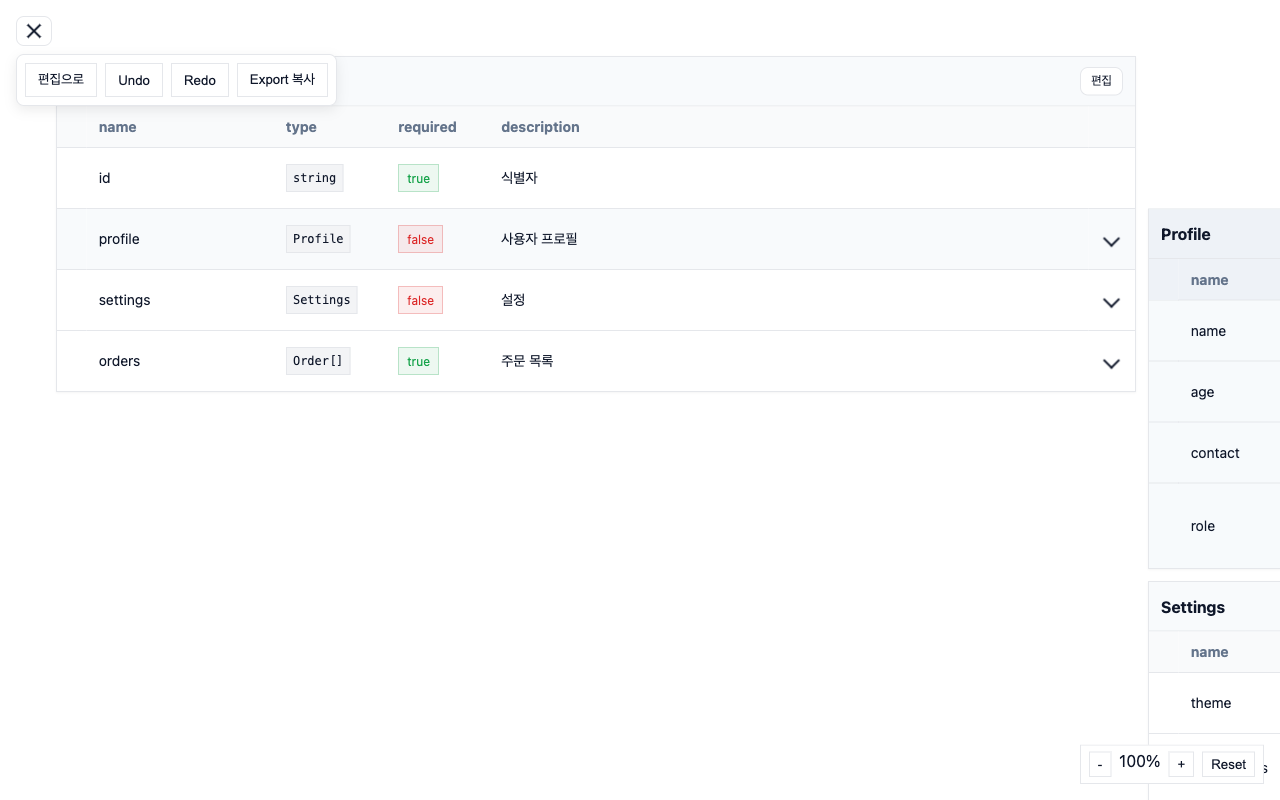 편집으로 Undo Redo Export 복사
편집
name type required description
id string true 식별자
profile Profile false 사용자 프로필
settings Settings false 설정
orders Order[] true 주문 목록
Profile
name
name
age
contact
role
Settings
name
theme
- 100% + Reset